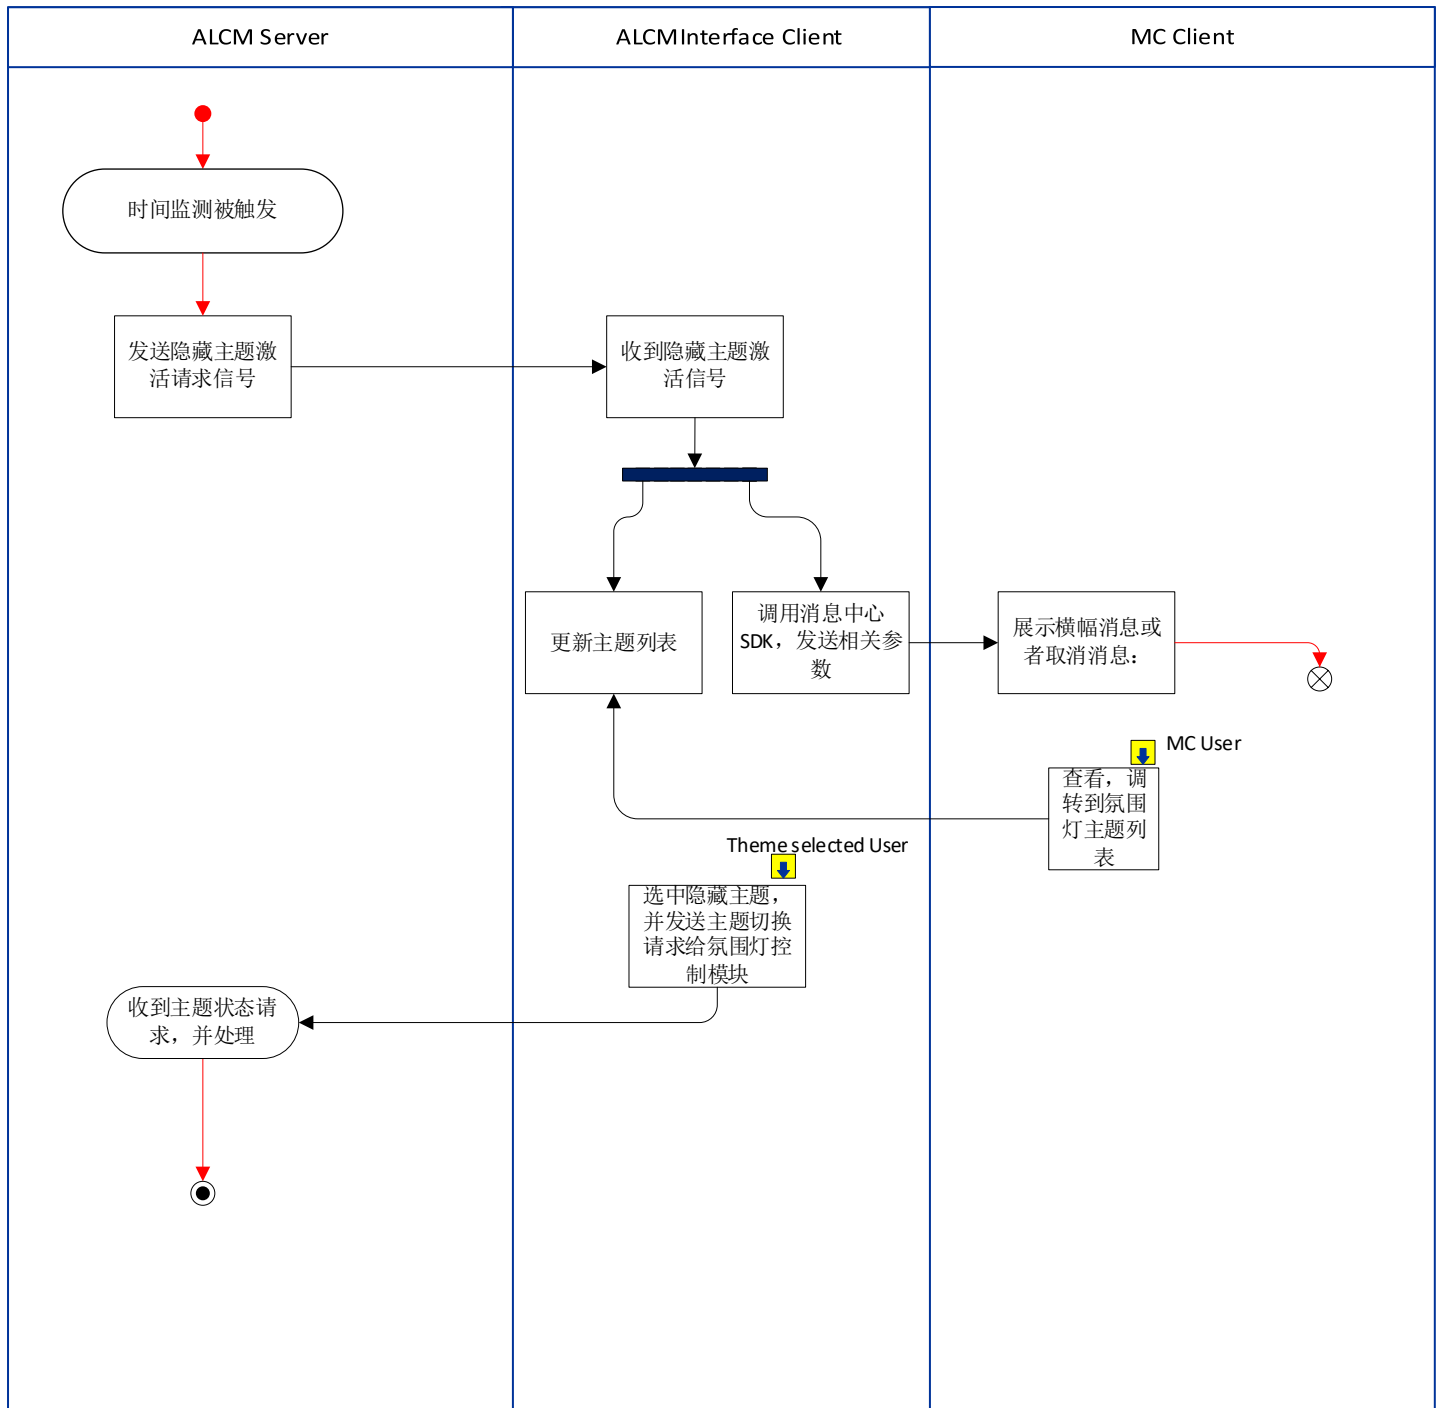 ALCM Server
ALCMInterface Client
MC Client
时间监测被触发
发送隐藏主题激
活请求信号
收到隐藏主题激
活信号
更新主题列表
调用消息中心
SDK，发送相关参
数
展示横幅消息或
者取消消息：
MC User
查看，调
转到氛围
灯主题列
表
Theme selected User
选中隐藏主题，
并发送主题切换
请求给氛围灯控
制模块
收到主题状态请
求，并处理